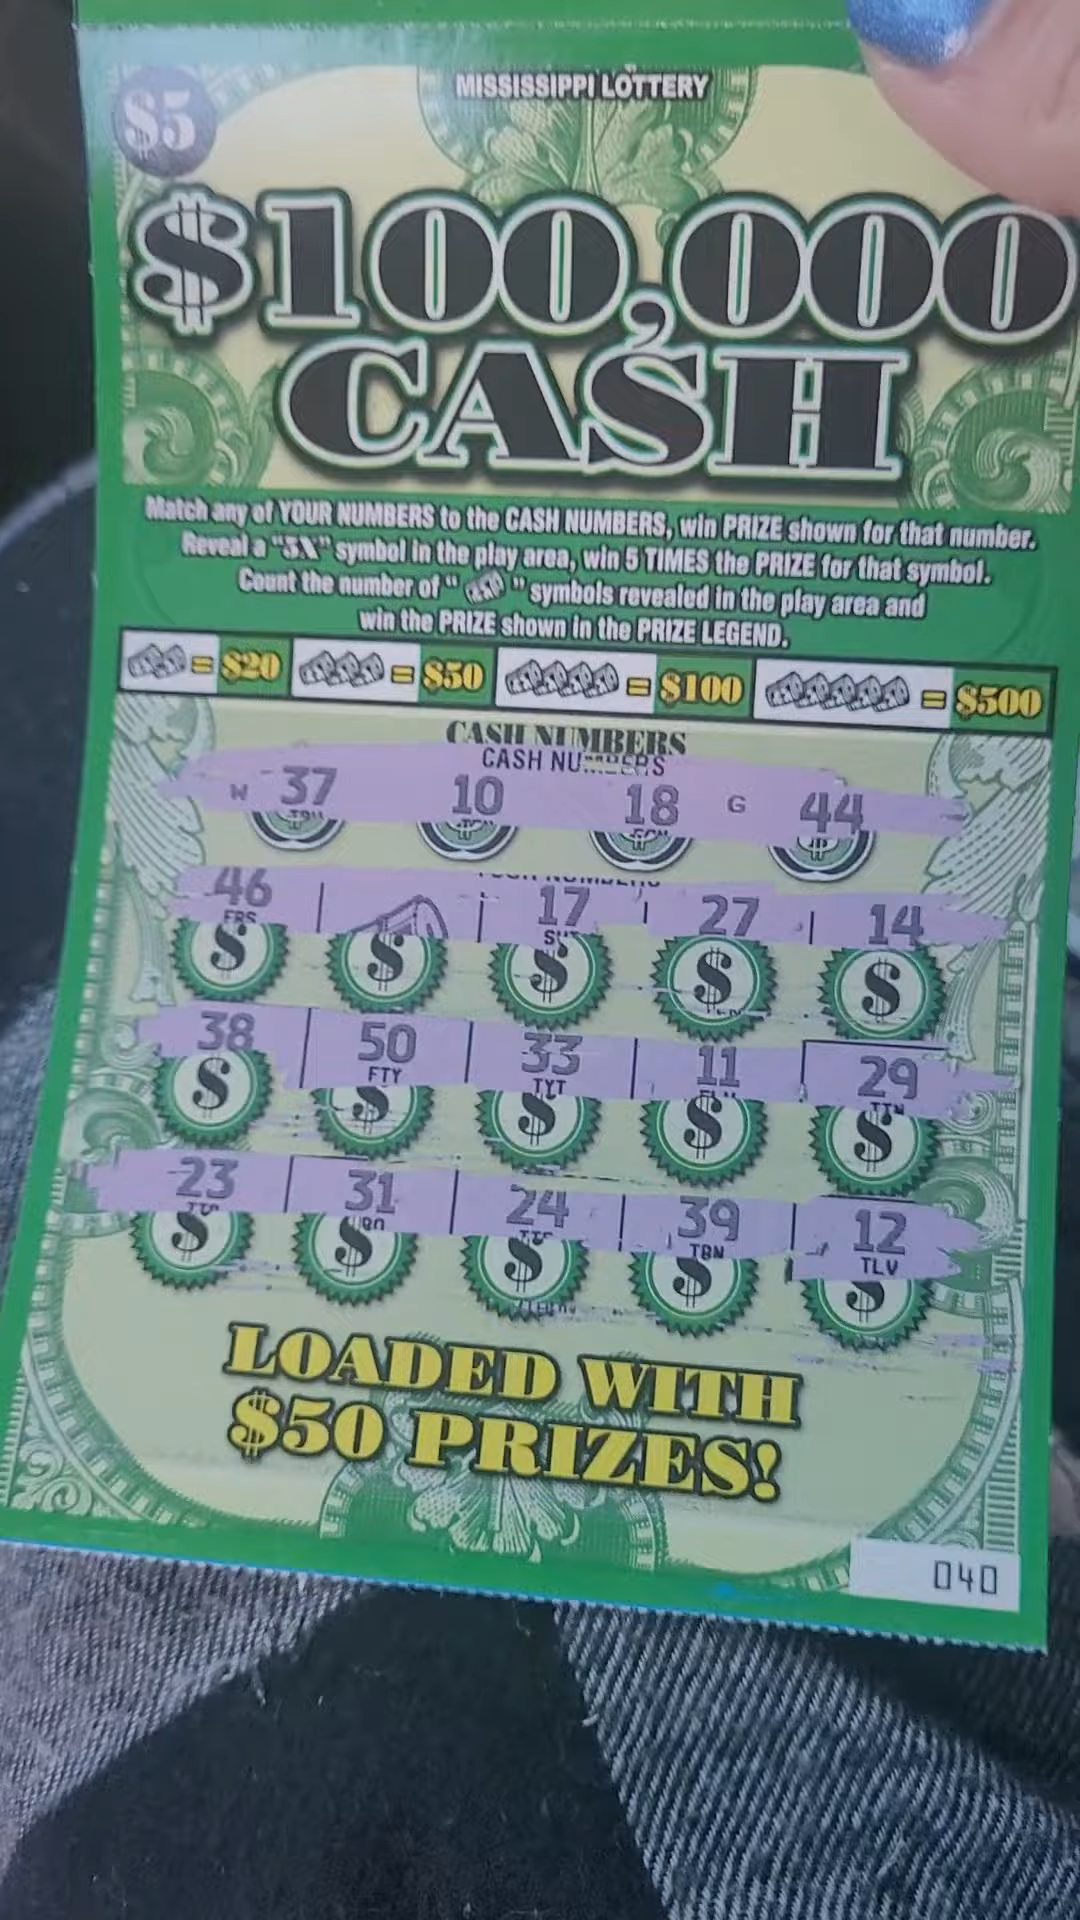 MISSISSIPPI LOTTERY
$5
$100,000
CASH
Match any of YOUR NUMBERS to the CASH NUMBERS, win PRIZE shown for that number.
Reveal a "5X" symbol in the play area, win 5 TIMES the PRIZE for that symbol.
Count the number of " " symbols revealed in the play area and
win the PRIZE shown in the PRIZE LEGEND.
= $20 = $50 = $100 = $500
CASH NUMBERS
CASH NUMBERS
W 37 10 18 G 44
46 17 27 14
FRS
$ $ $ $ $
38 50 33 11 29
FTY TYT
$ $ $ $ $
23 31 24 39 12
TBN TLV
$ $ $ $ $
LOADED WITH
$50 PRIZES!
040